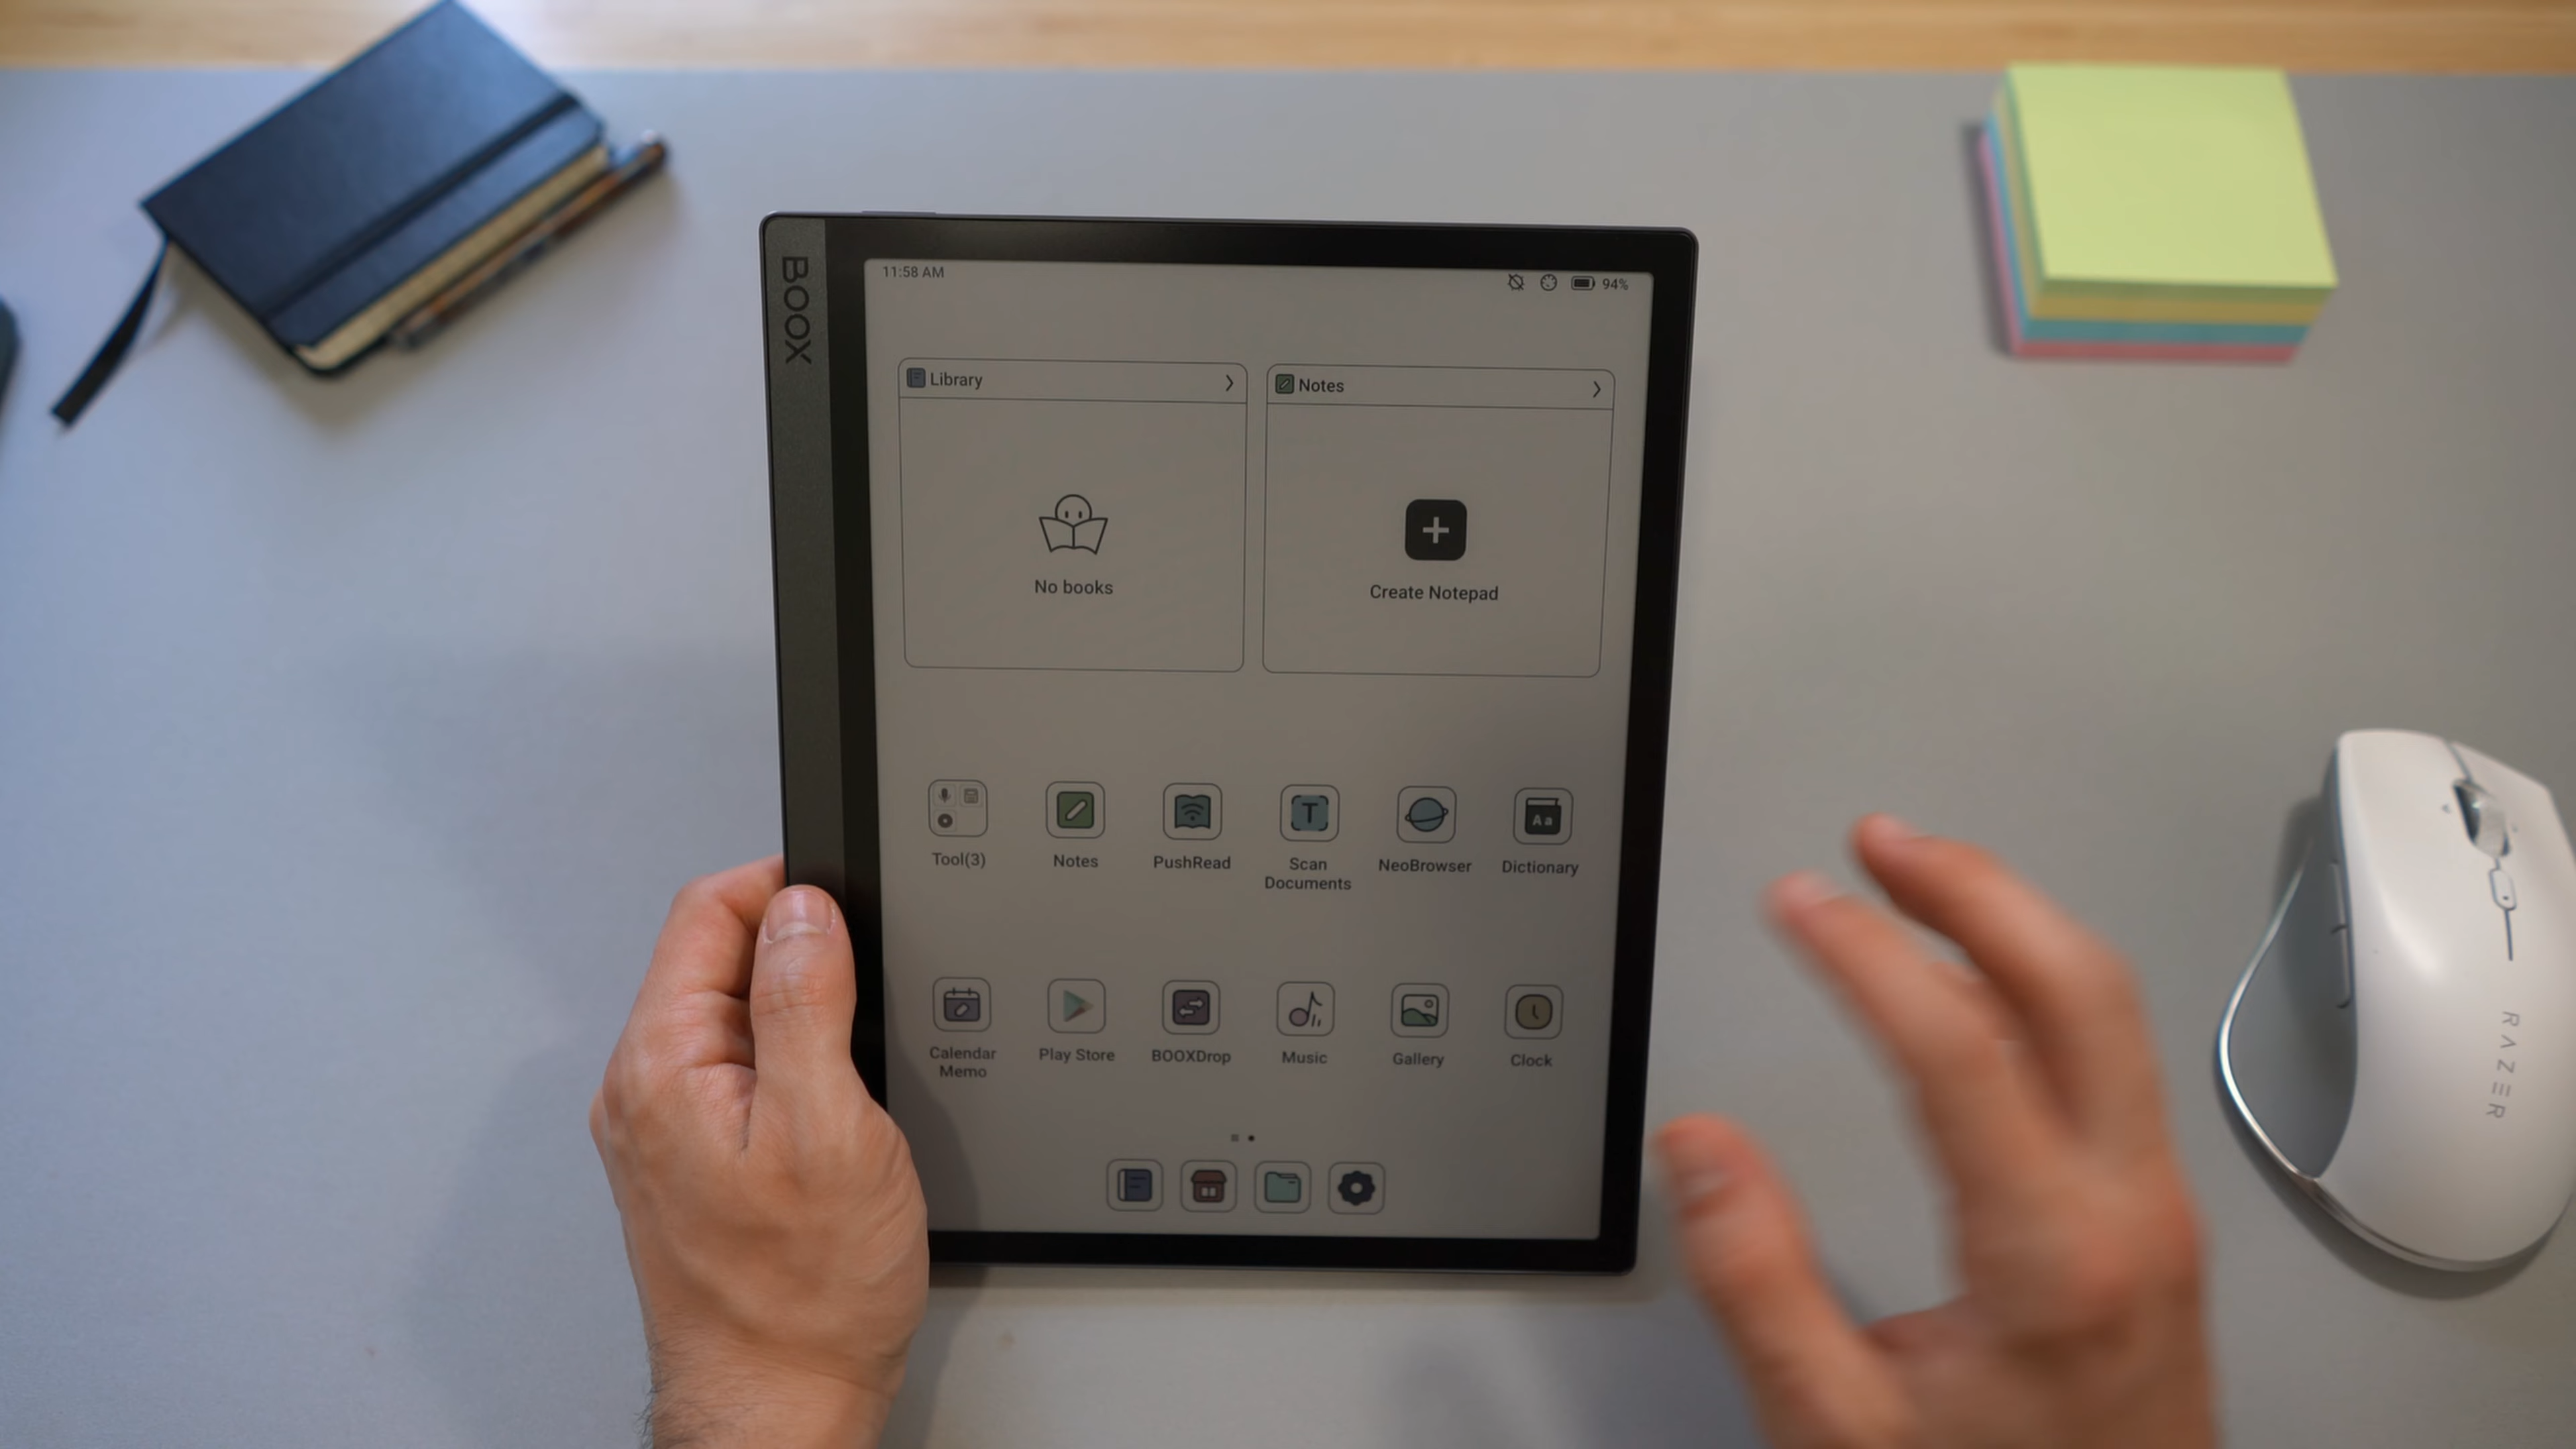 BOOX
11:58 AM
94%
Library
Notes
No books
Create Notepad
Tool(3)
Notes
PushRead
Scan
Documents
NeoBrowser
Aa
Dictionary
T
Calendar
Memo
Play Store
BOOXDrop
Music
Gallery
Clock
RAZER